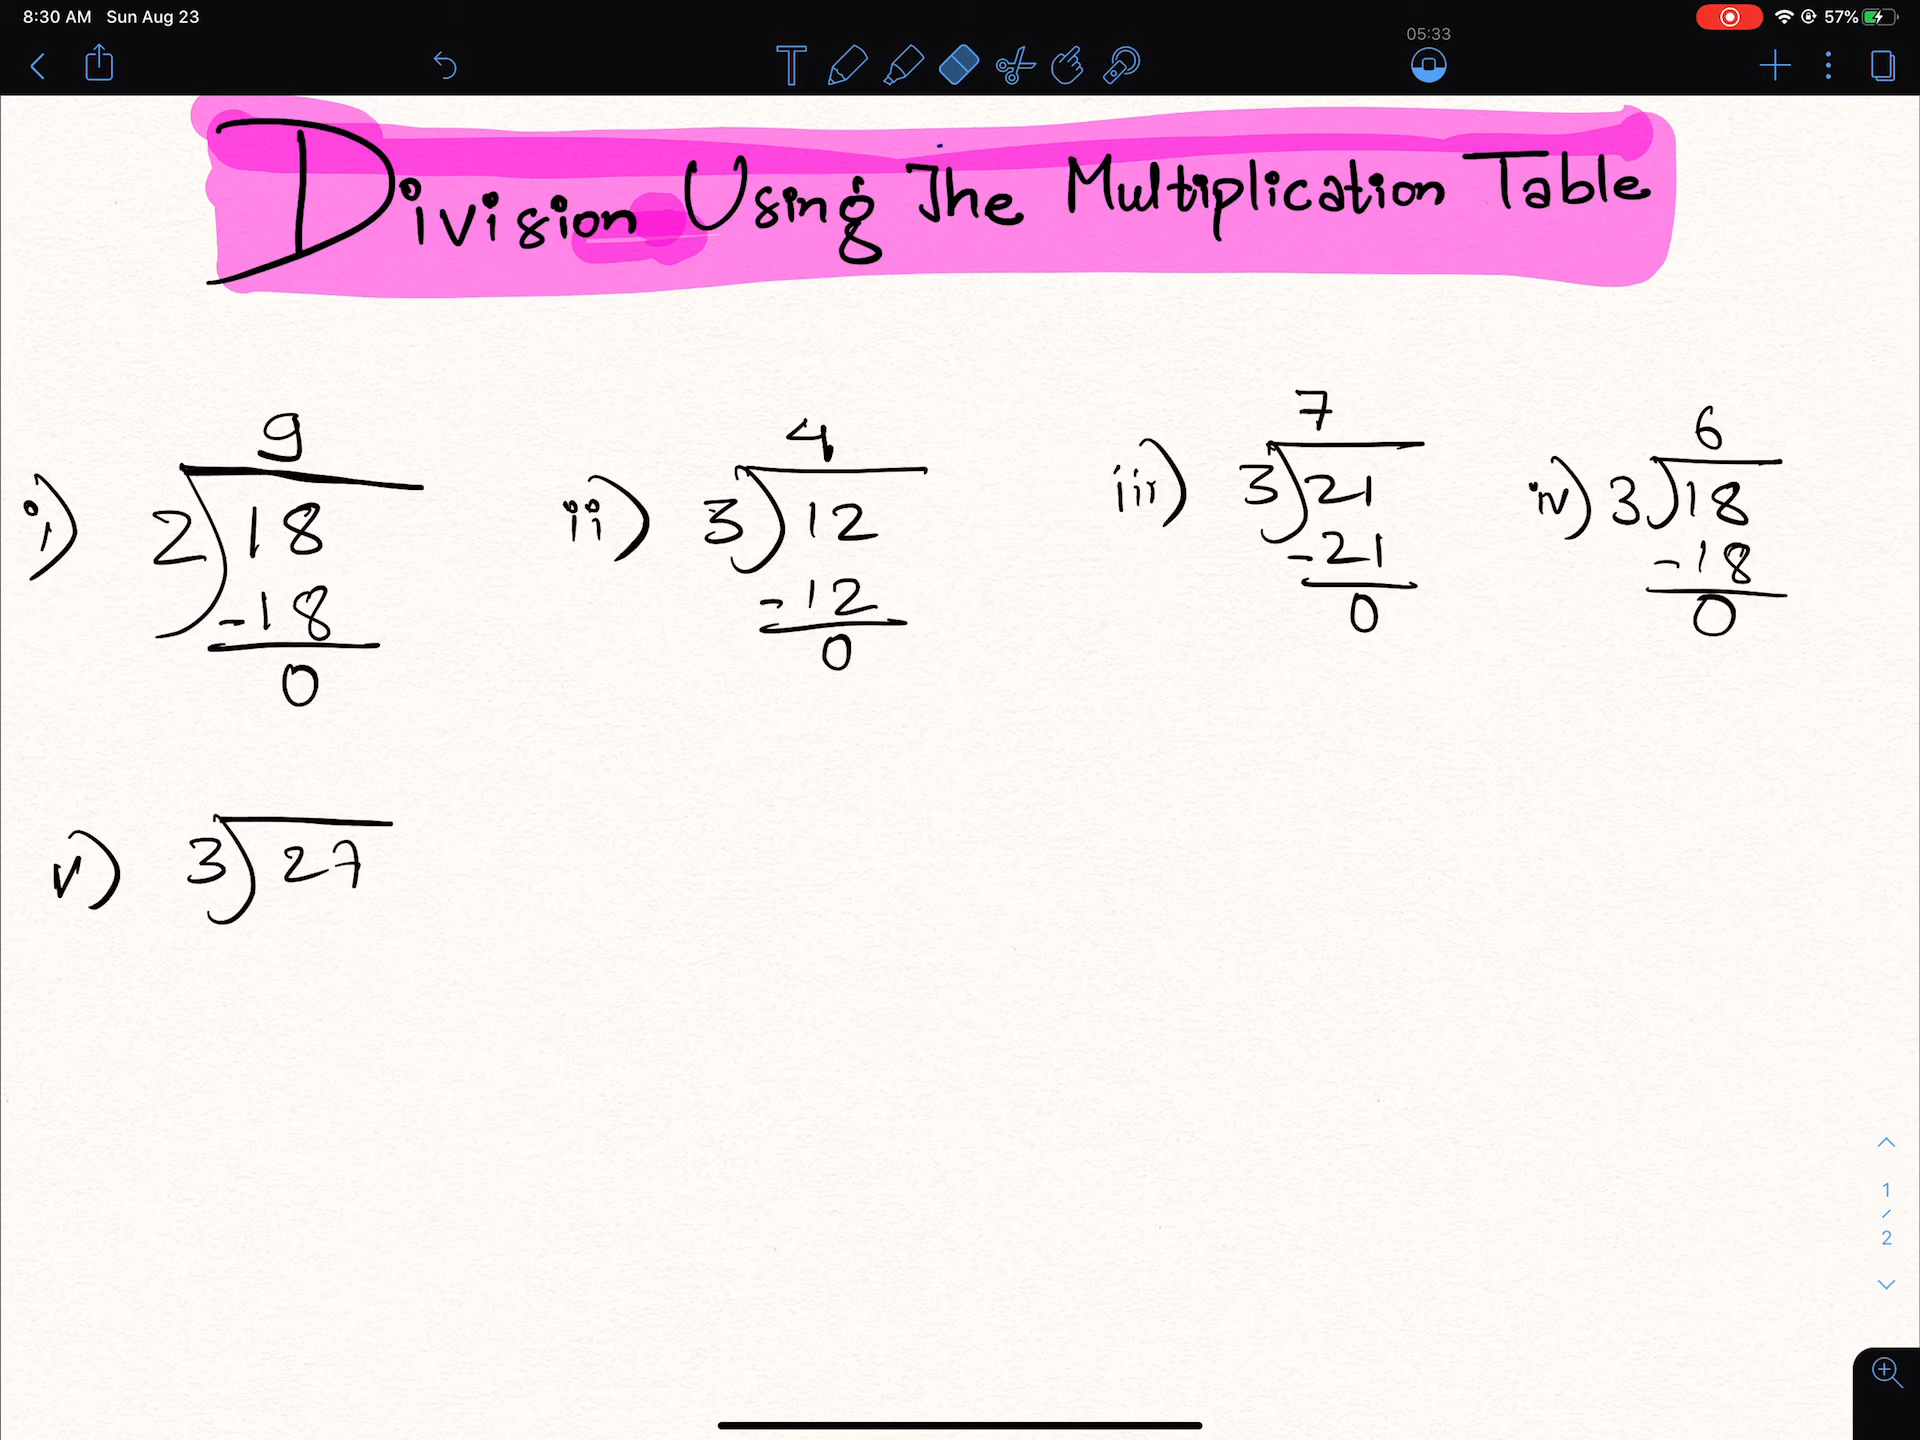 8:30 AM Sun Aug 23
57%
05:33
Division Using The Multiplication Table
9
i) 2)18
-18
0
4
ii) 3)12
-12
0
7
iii) 3)21
-21
0
6
iv) 3)18
-18
0
v) 3)27
1
/
2